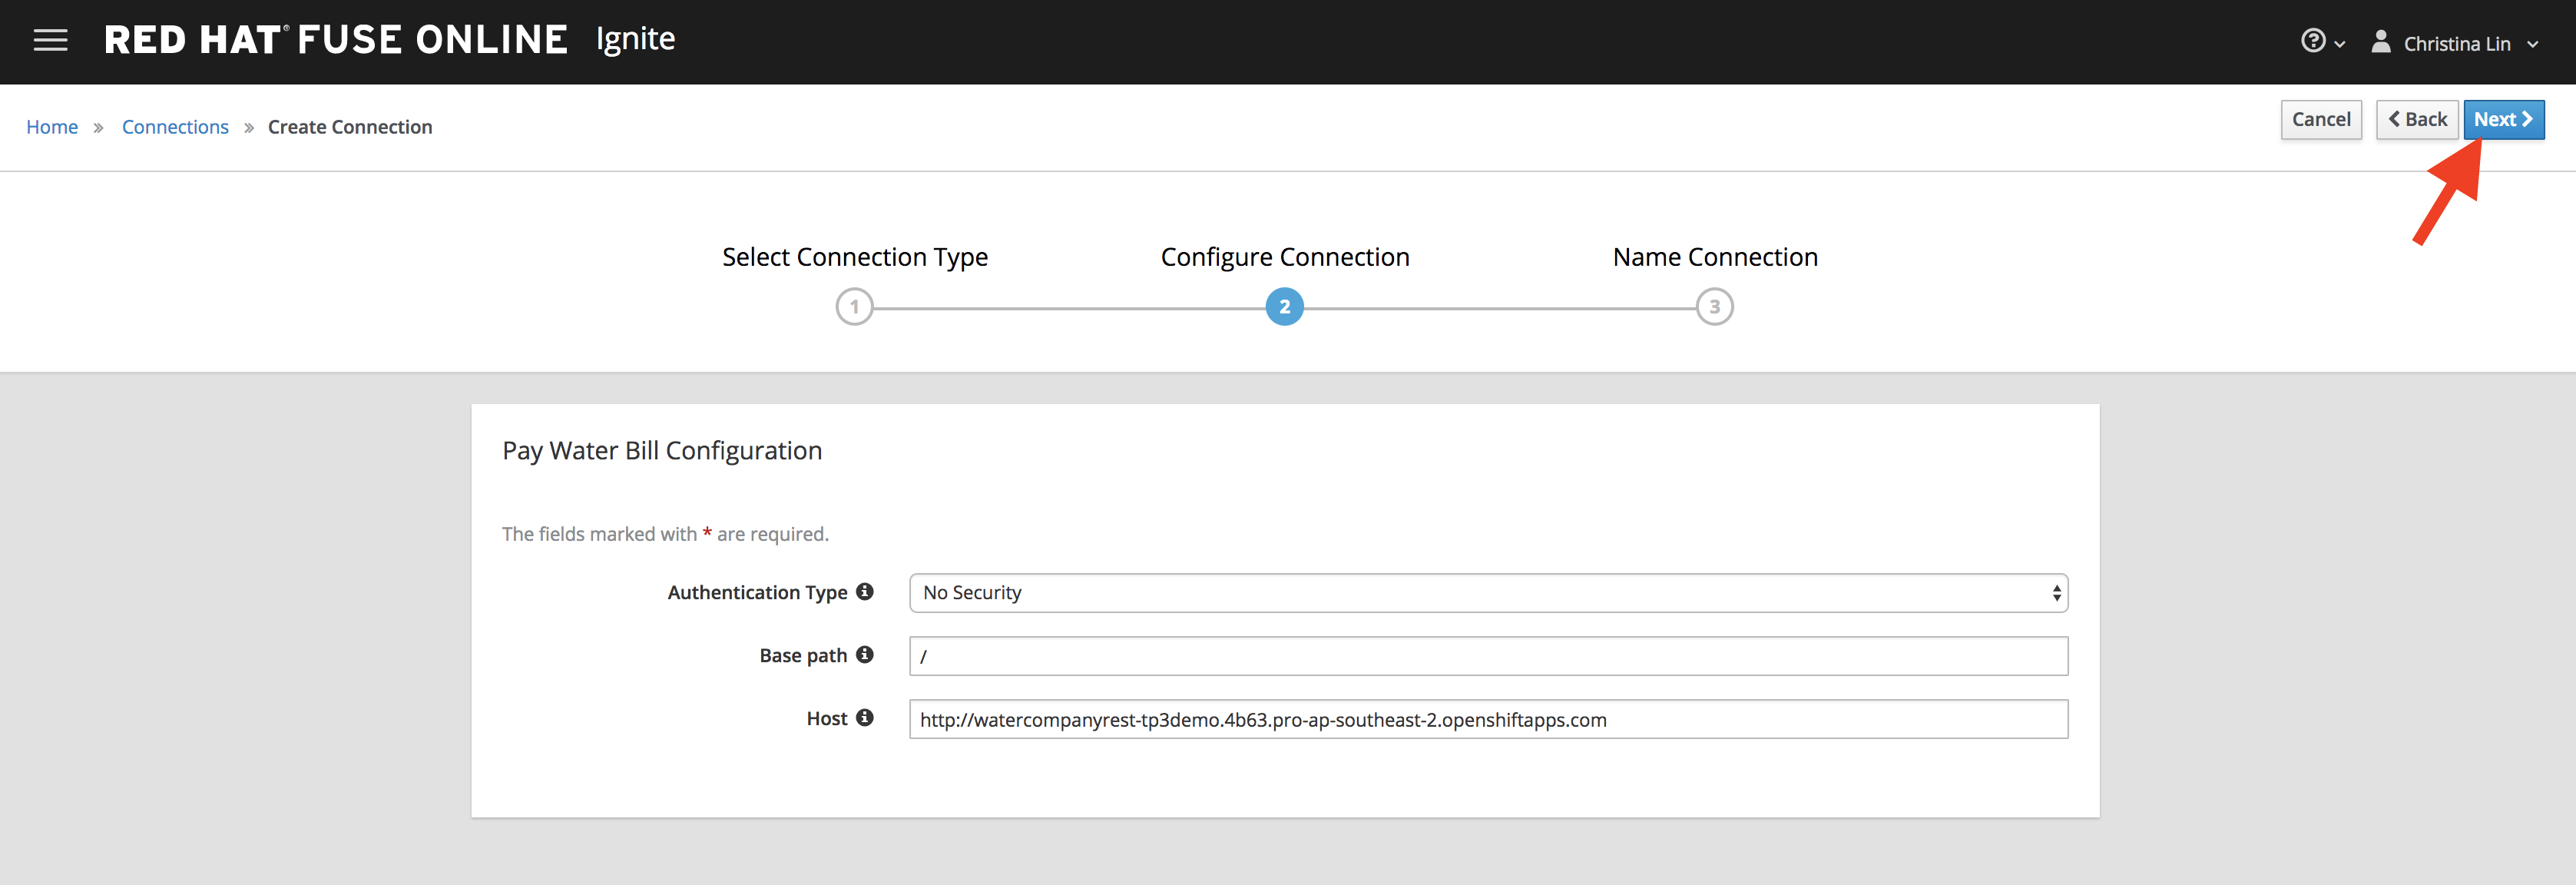 RED HAT® FUSE ONLINE Ignite
Christina Lin
Home » Connections » Create Connection
Cancel
Back
Next
Select Connection Type
Configure Connection
Name Connection
1
2
3
Pay Water Bill Configuration
The fields marked with * are required.
Authentication Type
No Security
Base path
/
Host
http://watercompanyrest-tp3demo.4b63.pro-ap-southeast-2.openshiftapps.com